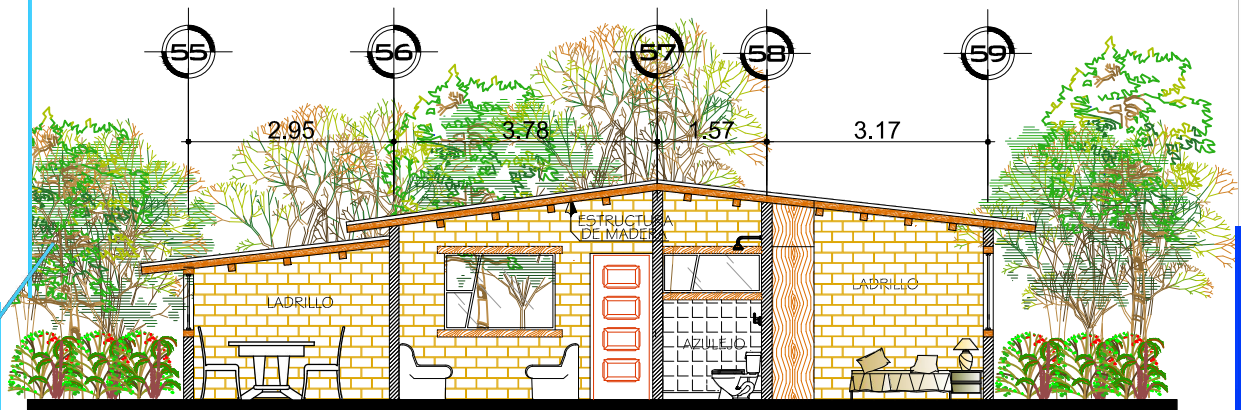 55 56 57 58 59
2.95 3.78 1.57 3.17
ESTRUCTURA
DE MADERA
LADRILLO
LADRILLO
AZULEJO